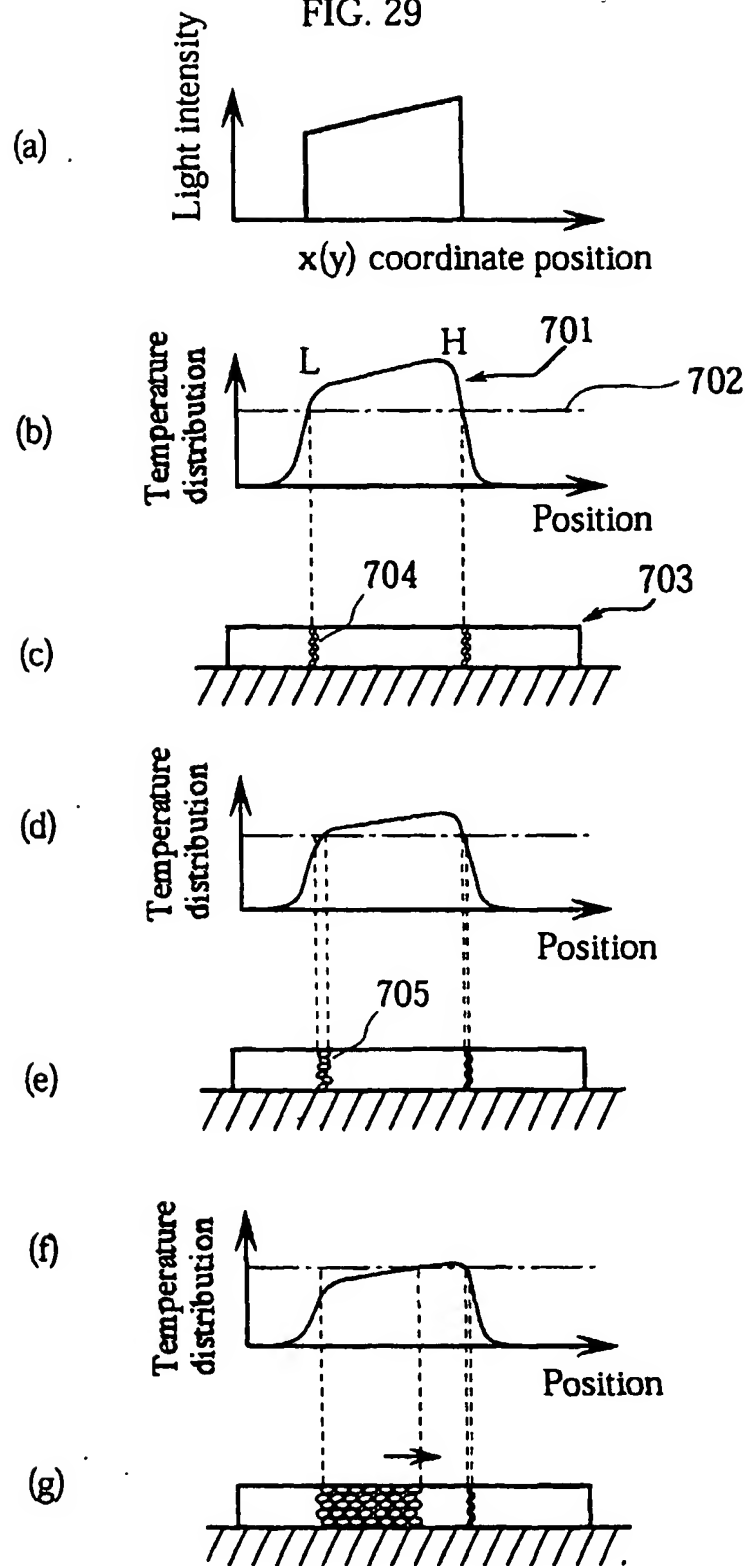 FIG. 29
(a)
Light intensity
x(y) coordinate position
(b)
Temperature
distribution
L
H
701
702
Position
(c)
704
703
(d)
Temperature
distribution
Position
(e)
705
(f)
Temperature
distribution
Position
(g)